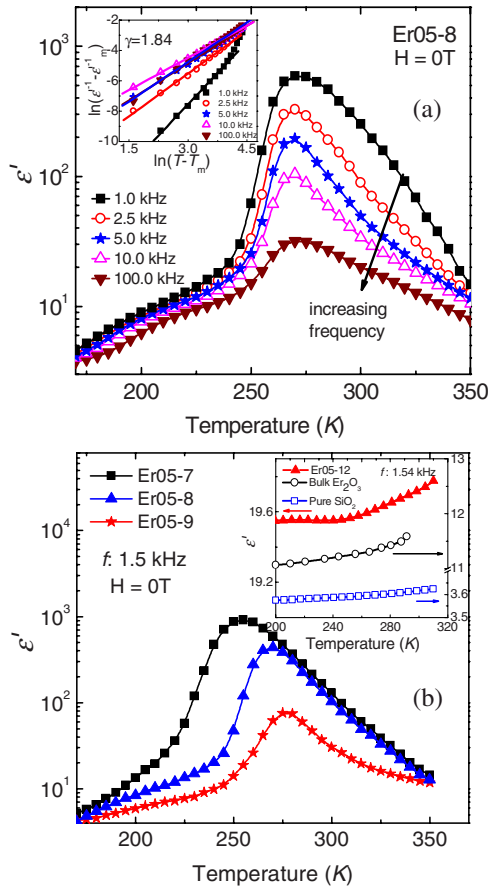 Er05-8
H = 0T
(a)
ε'
10³
10²
10¹
ln(ε'⁻¹-ε'⁻¹ₘ)
-2
-4
-6
-8
-10
γ=1.84
1.0 kHz
2.5 kHz
5.0 kHz
10.0 kHz
100.0 kHz
1.5 3.0 4.5
ln(T-Tₘ)
1.0 kHz
2.5 kHz
5.0 kHz
10.0 kHz
100.0 kHz
increasing
frequency
200 250 300 350
Temperature (K)
Er05-7
Er05-8
Er05-9
f: 1.5 kHz
H = 0T
(b)
ε'
10⁴
10³
10²
10¹
Er05-12
f: 1.54 kHz
Bulk Er₂O₃
Pure SiO₂
ε'
19.6
19.2
13
12
11
3.6
3.5
200 240 280 320
Temperature (K)
200 250 300 350
Temperature (K)